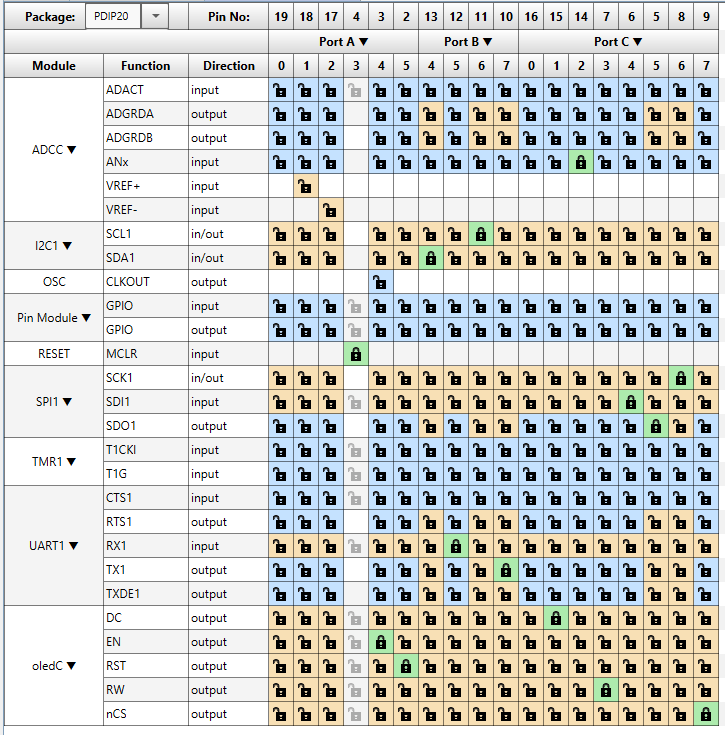 Package: PDIP20 Pin No: 19 18 17 4 3 2 13 12 11 10 16 15 14 7 6 5 8 9
Port A ▼ Port B ▼ Port C ▼
Module Function Direction 0 1 2 3 4 5 4 5 6 7 0 1 2 3 4 5 6 7
ADCC ▼
ADACT input
ADGRDA output
ADGRDB output
ANx input
VREF+ input
VREF- input
I2C1 ▼
SCL1 in/out
SDA1 in/out
OSC CLKOUT output
Pin Module ▼
GPIO input
GPIO output
RESET MCLR input
SPI1 ▼
SCK1 in/out
SDI1 input
SDO1 output
TMR1 ▼
T1CKI input
T1G input
UART1 ▼
CTS1 input
RTS1 output
RX1 input
TX1 output
TXDE1 output
oledC ▼
DC output
EN output
RST output
RW output
nCS output